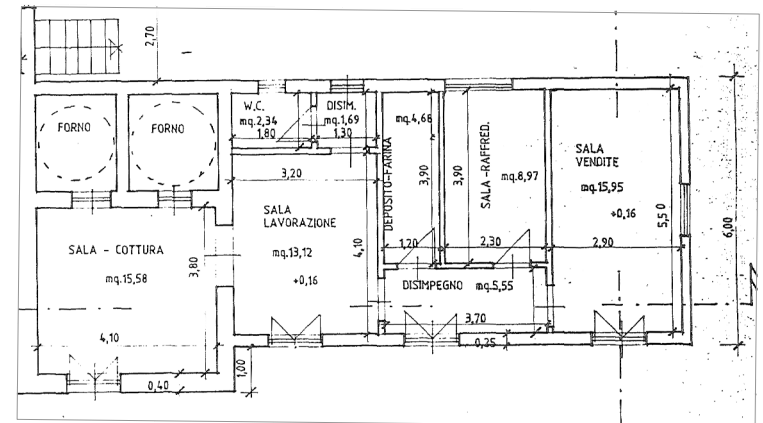 2,70
W.C.
mq.2,34
1,80
DISIM.
mq.1,69
1,30
FORNO
FORNO
DEPOSITO-FARINA
mq.4,68
3,90
1,20
SALA-RAFFRED.
3,90
mq.8,97
2,30
SALA
VENDITE
mq.15,95
+0,16
5,50
2,90
6,00
3,20
SALA
LAVORAZIONE
mq.13,12
+0,16
4,10
SALA - COTTURA
mq.15,58
3,80
4,10
DISIMPEGNO mq.5,55
3,70
0,25
1,00
0,40